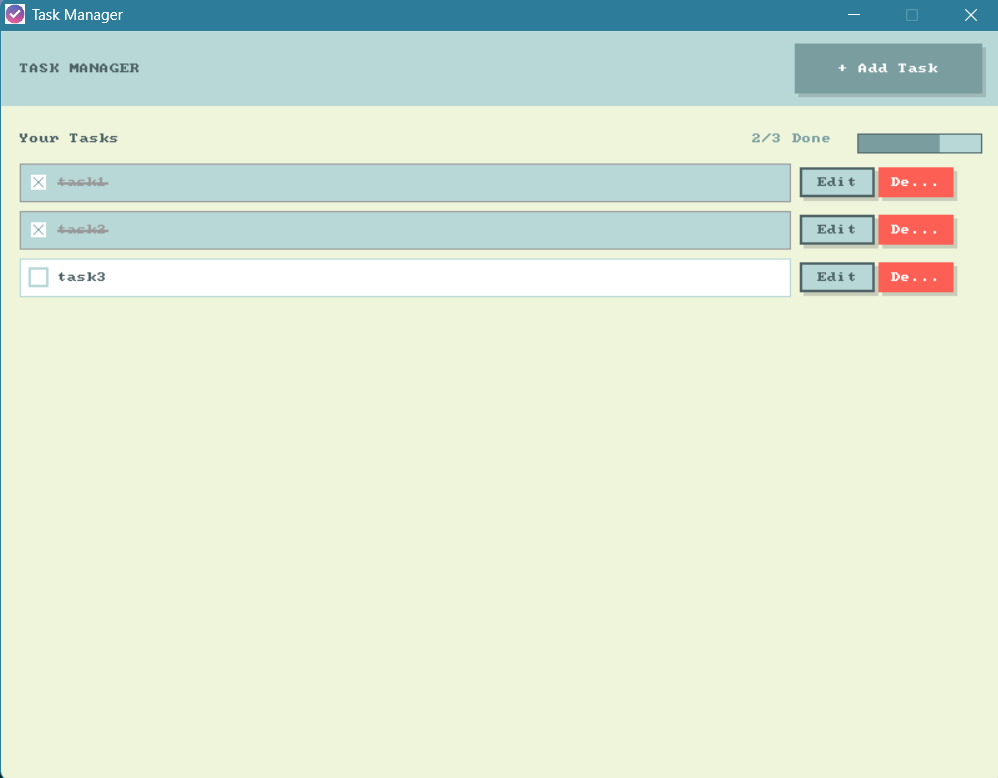 Task Manager
TASK MANAGER
+ Add Task
Your Tasks
2/3 Done
task1
Edit
De...
task2
Edit
De...
task3
Edit
De...